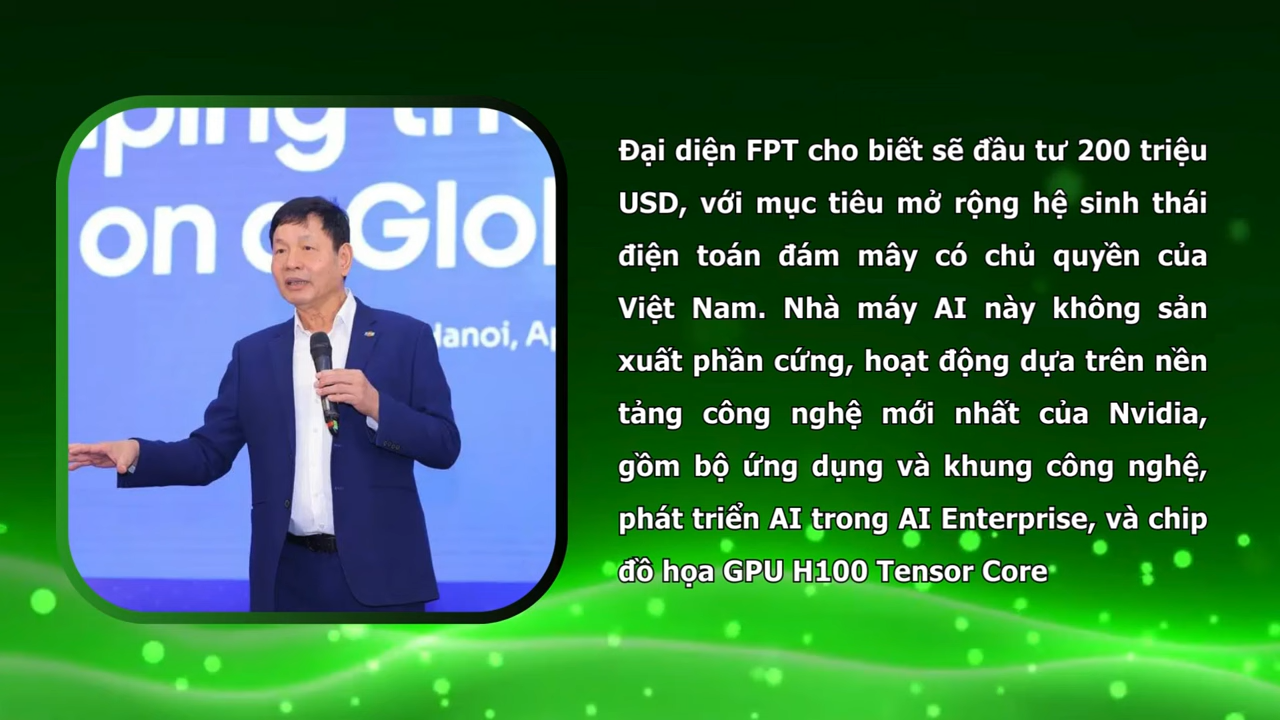 ping the
on a Glob
Hanoi, Ap
Đại diện FPT cho biết sẽ đầu tư 200 triệu
USD, với mục tiêu mở rộng hệ sinh thái
điện toán đám mây có chủ quyền của
Việt Nam. Nhà máy AI này không sản
xuất phần cứng, hoạt động dựa trên nền
tảng công nghệ mới nhất của Nvidia,
gồm bộ ứng dụng và khung công nghệ,
phát triển AI trong AI Enterprise, và chip
đồ họa GPU H100 Tensor Core